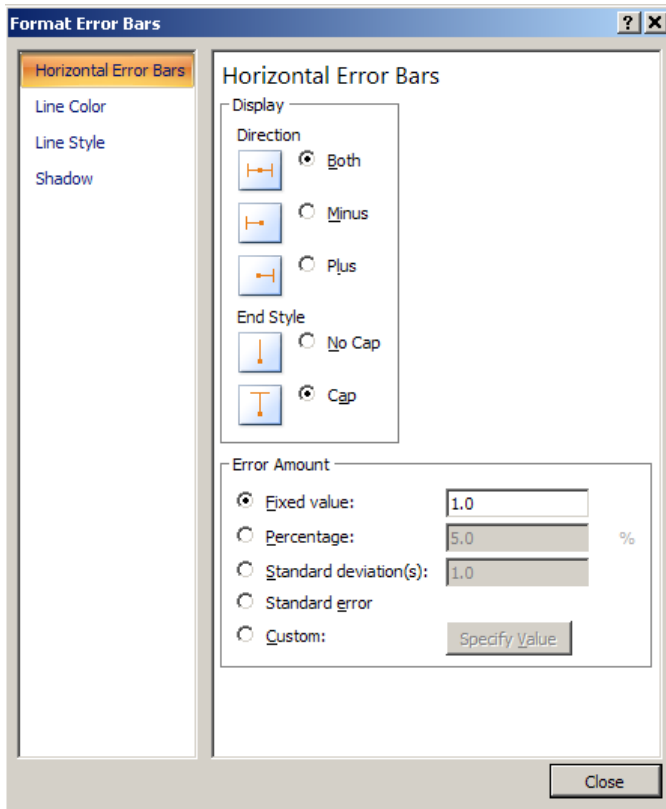 Format Error Bars
Horizontal Error Bars
Line Color
Line Style
Shadow
Horizontal Error Bars
Display
Direction
Both
Minus
Plus
End Style
No Cap
Cap
Error Amount
Fixed value: 1.0
Percentage: 5.0 %
Standard deviation(s): 1.0
Standard error
Custom: Specify Value
Close